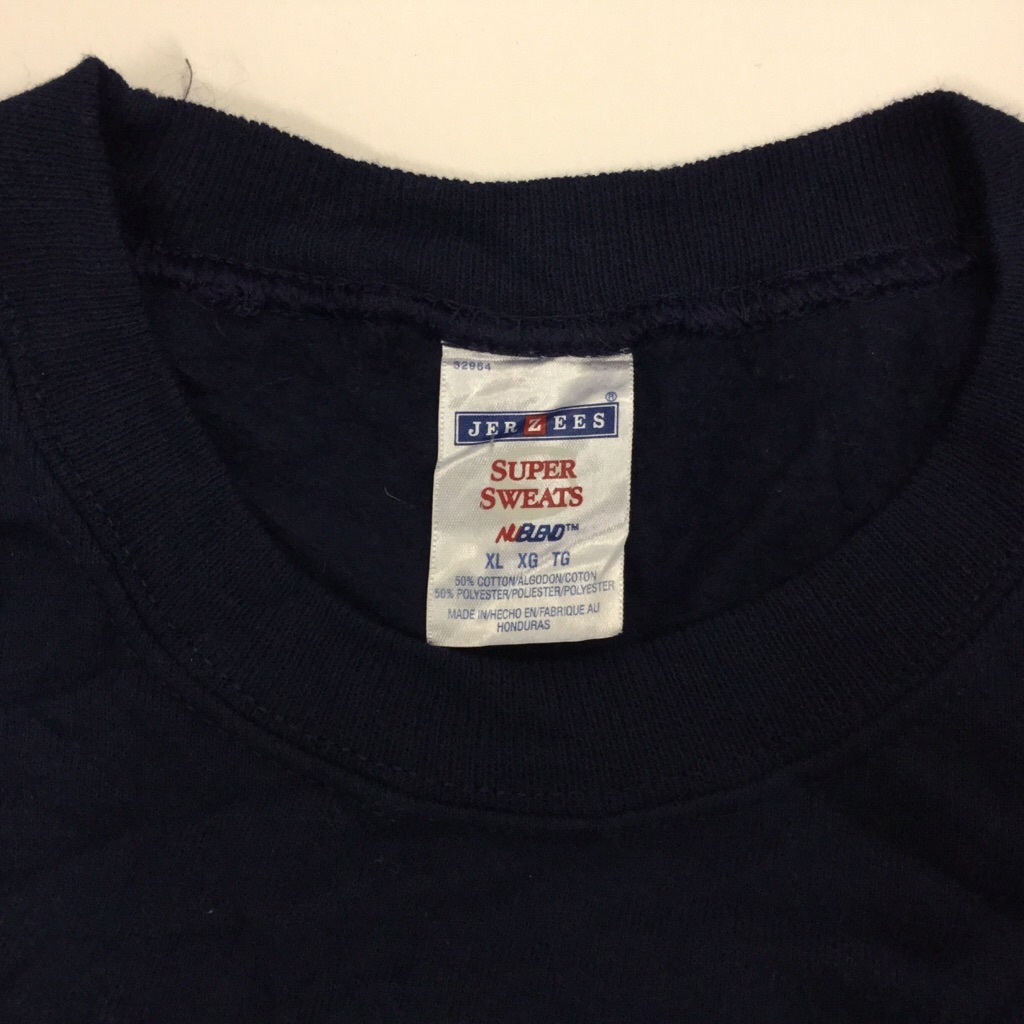 32964
JERZEES®
SUPER
SWEATS
NUBLEND™
XL XG TG
50% COTTON/ALGODON/COTON
50% POLYESTER/POLIESTER/POLYESTER
MADE IN/HECHO EN/FABRIQUE AU
HONDURAS